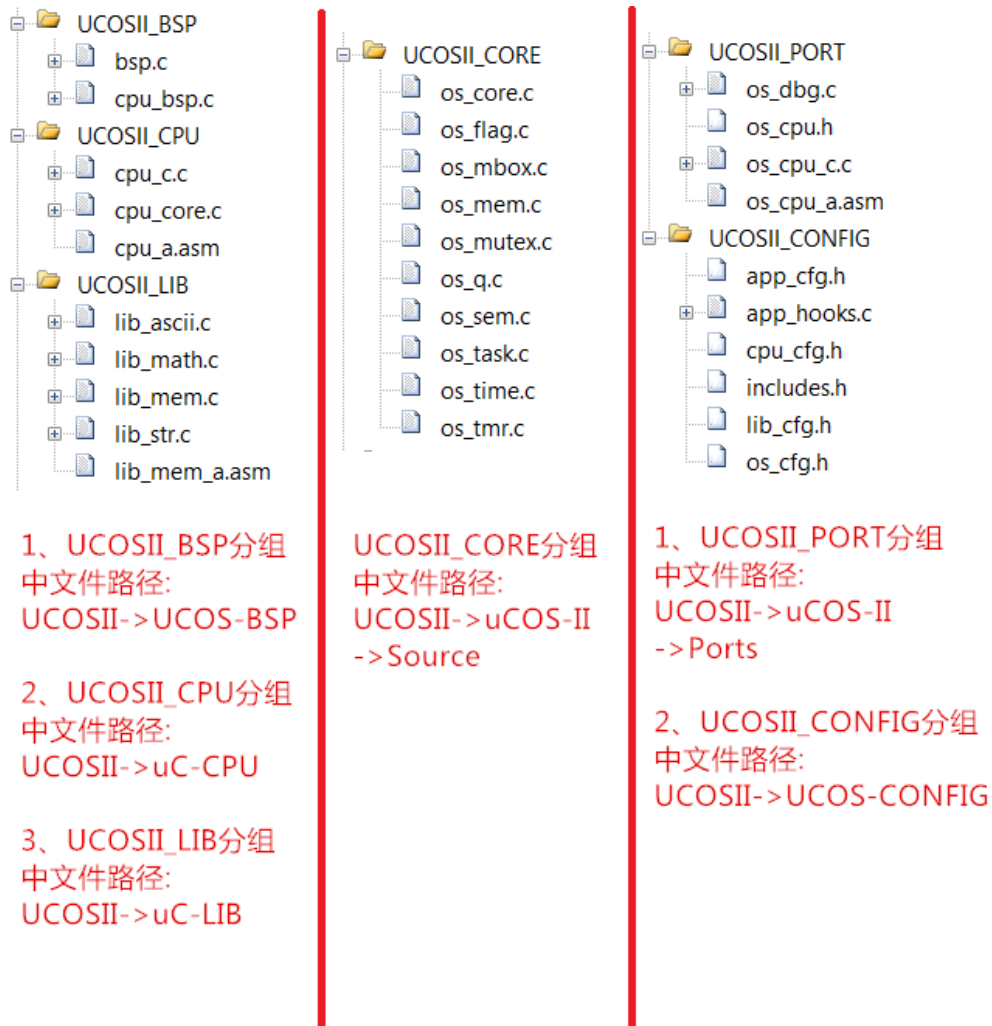 UCOSII_BSP
bsp.c
cpu_bsp.c
UCOSII_CPU
cpu_c.c
cpu_core.c
cpu_a.asm
UCOSII_LIB
lib_ascii.c
lib_math.c
lib_mem.c
lib_str.c
lib_mem_a.asm
1、UCOSII_BSP分组
中文件路径:
UCOSII->UCOS-BSP
2、UCOSII_CPU分组
中文件路径:
UCOSII->uC-CPU
3、UCOSII_LIB分组
中文件路径:
UCOSII->uC-LIB
UCOSII_CORE
os_core.c
os_flag.c
os_mbox.c
os_mem.c
os_mutex.c
os_q.c
os_sem.c
os_task.c
os_time.c
os_tmr.c
UCOSII_CORE分组
中文件路径:
UCOSII->uCOS-II
->Source
UCOSII_PORT
os_dbg.c
os_cpu.h
os_cpu_c.c
os_cpu_a.asm
UCOSII_CONFIG
app_cfg.h
app_hooks.c
cpu_cfg.h
includes.h
lib_cfg.h
os_cfg.h
1、UCOSII_PORT分组
中文件路径:
UCOSII->uCOS-II
->Ports
2、UCOSII_CONFIG分组
中文件路径:
UCOSII->UCOS-CONFIG